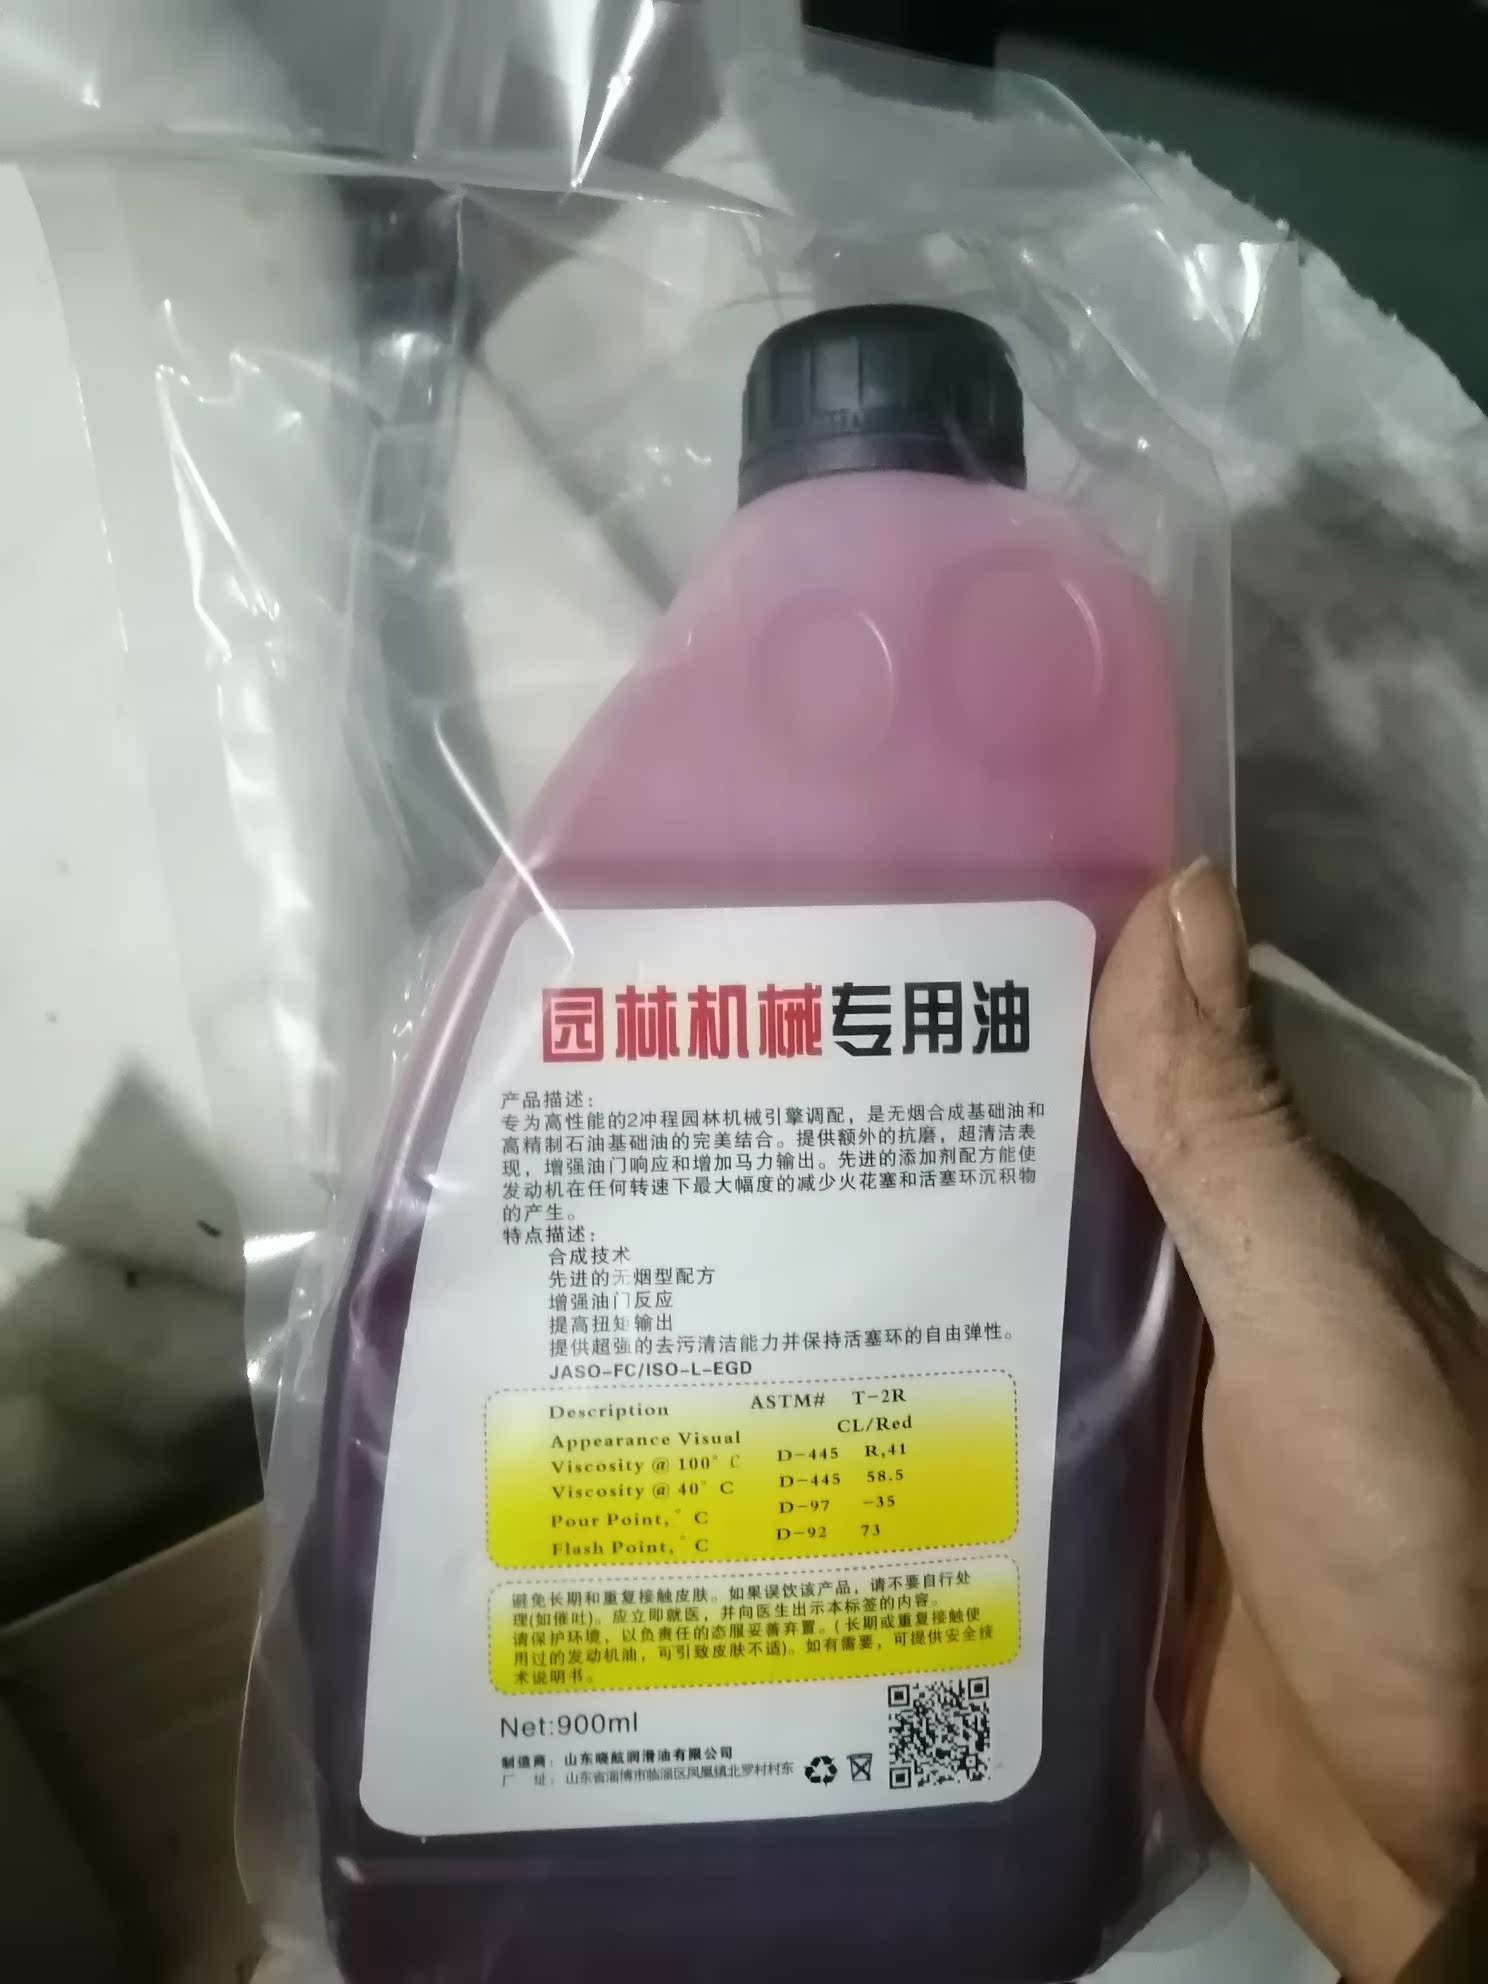 园林机械专用油
产品描述：
专为高性能的2冲程园林机械引擎调配，是无烟合成基础油和
高精制石油基础油的完美结合。提供额外的抗磨，超清洁表
现，增强油门响应和增加马力输出。先进的添加剂配方能使
发动机在任何转速下最大幅度的减少火花塞和活塞环沉积物
的产生。
特点描述：
合成技术
先进的无烟型配方
增强油门反应
提高扭矩输出
提供超强的去污清洁能力并保持活塞环的自由弹性。
JASO-FC/ISO-L-EGD
Description ASTM# T-2R
Appearance Visual CL/Red
Viscosity @ 100° C D-445 R,41
Viscosity @ 40° C D-445 58.5
Pour Point,° C D-97 -35
Flash Point,° C D-92 73
避免长期和重复接触皮肤。如果误饮该产品，请不要自行处
理(如催吐)。应立即就医，并向医生出示本标签的内容。
请保护环境，以负责任的态服妥善弃置。(长期或重复接触使
用过的发动机油，可引致皮肤不适)。如有需要，可提供安全技
术说明书。
Net:900ml
制造商：山东晓航润滑油有限公司
厂 址：山东省淄博市临淄区凤凰镇北罗村村东